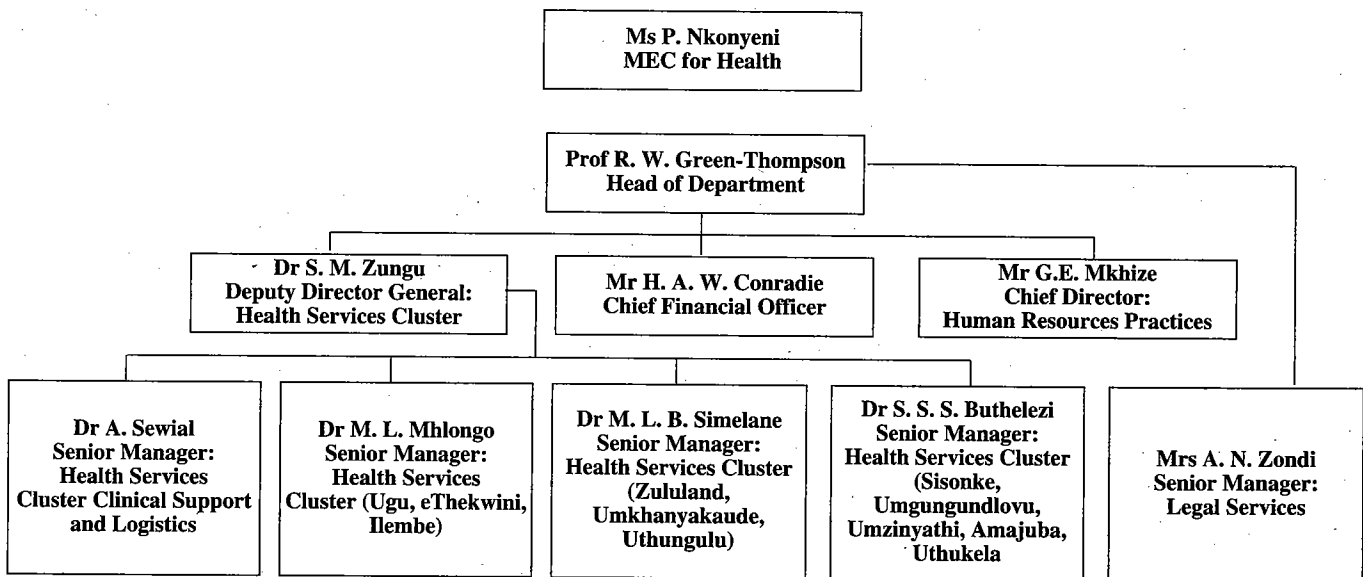 Ms P. Nkonyeni
MEC for Health
Prof R. W. Green-Thompson
Head of Department
Dr S. M. Zungu
Deputy Director General:
Health Services Cluster
Mr H. A. W. Conradie
Chief Financial Officer
Mr G.E. Mkhize
Chief Director:
Human Resources Practices
Dr A. Sewial
Senior Manager:
Health Services
Cluster Clinical Support
and Logistics
Dr M. L. Mhlongo
Senior Manager:
Health Services
Cluster (Ugu, eThekwini,
Ilembe)
Dr M. L. B. Simelane
Senior Manager:
Health Services Cluster
(Zululand,
Umkhanyakaude,
Uthungulu)
Dr S. S. S. Buthelezi
Senior Manager:
Health Services Cluster
(Sisonke,
Umgungundlovu,
Umzinyathi, Amajuba,
Uthukela
Mrs A. N. Zondi
Senior Manager:
Legal Services